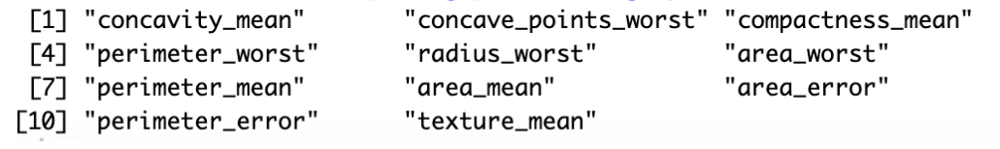 [1] "concavity_mean" "concave_points_worst" "compactness_mean"
[4] "perimeter_worst" "radius_worst" "area_worst"
[7] "perimeter_mean" "area_mean" "area_error"
[10] "perimeter_error" "texture_mean"